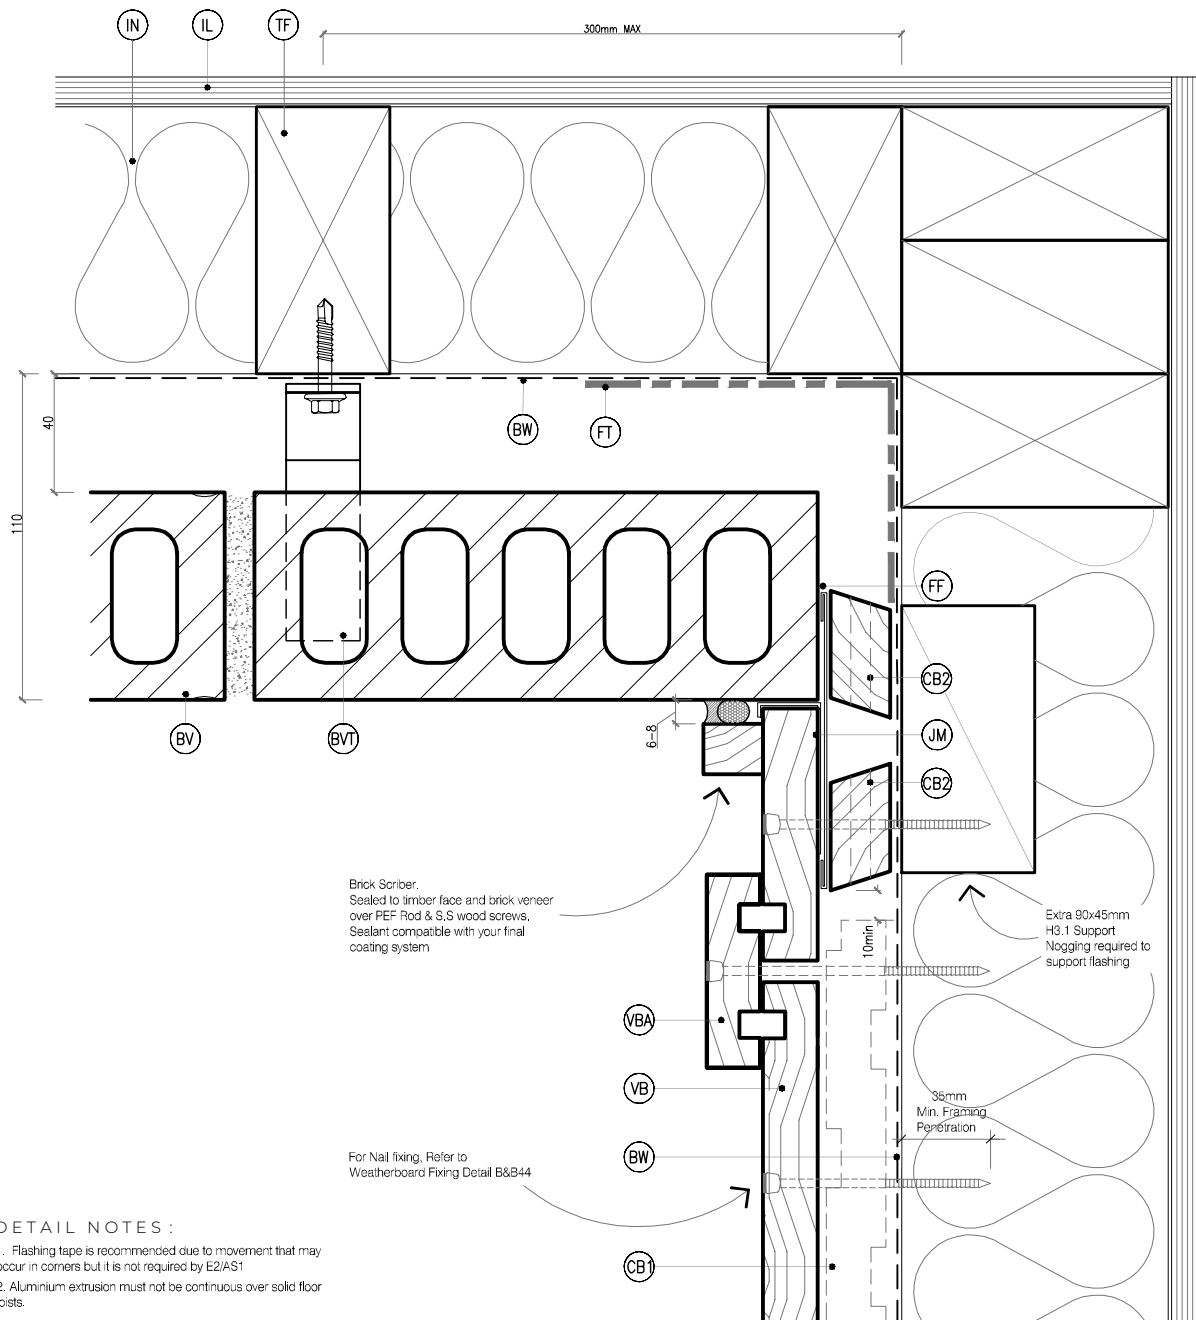 IN
IL
TF
300mm MAX
BW
FT
40
110
FF
CB2
JM
CB2
BV
BVT
6-8
Brick Scriber.
Sealed to timber face and brick veneer
over PEF Rod & S.S wood screws.
Sealant compatible with your final
coating system
10min
Extra 90x45mm
H3.1 Support
Nogging required to
support flashing
VBA
VB
35mm
Min. Framing
Penetration
BW
For Nail fixing, Refer to
Weatherboard Fixing Detail B&B44
CB1
DETAIL NOTES :
. Flashing tape is recommended due to movement that may
occur in corners but it is not required by E2/AS1
2. Aluminium extrusion must not be continuous over solid floor
oists.